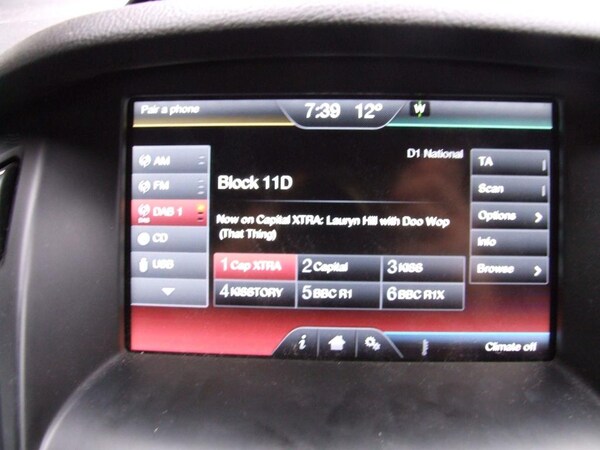 Pair a phone 7:39 12° W
D1 National
AM
FM
DAB 1
CD
USB
Block 11D
Now on Capital XTRA: Lauryn Hill with Doo Wop
(That Thing)
1 Cap XTRA 2 Capital 3 KISS
4 KISSTORY 5 BBC R1 6 BBC R1X
TA
Scan
Options
Info
Browse
i
Climate off